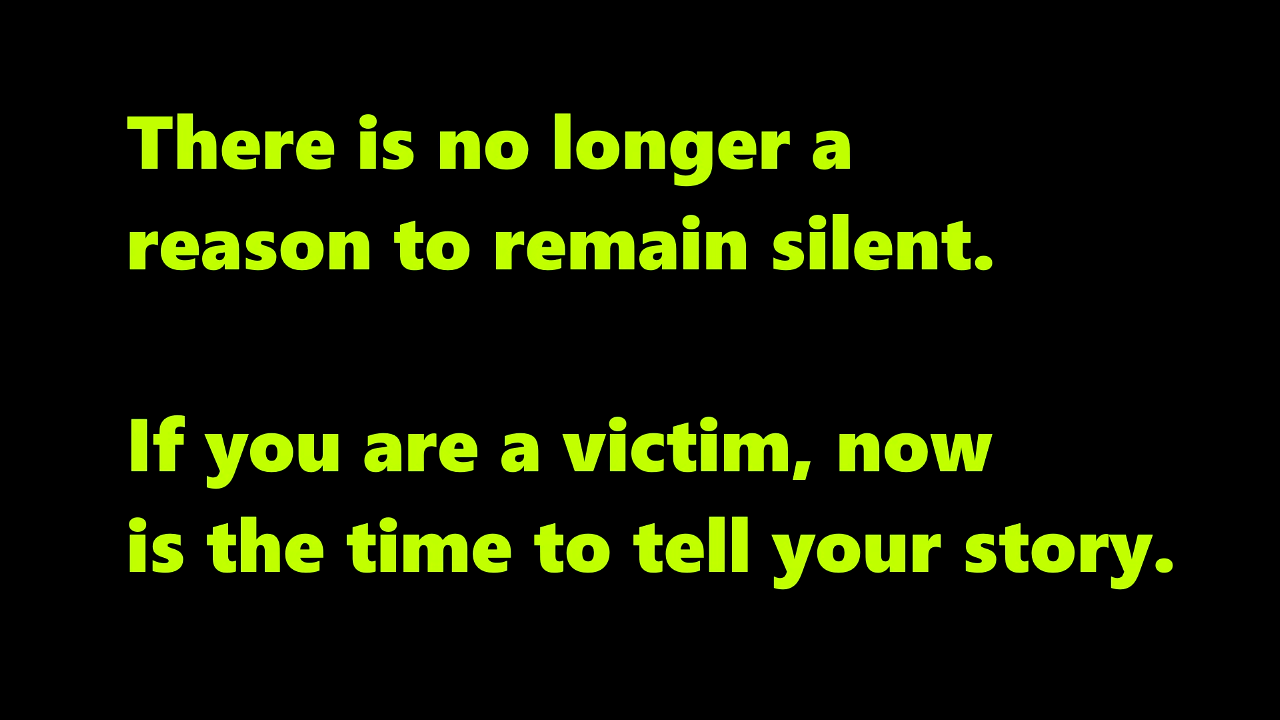 There is no longer a
reason to remain silent.
If you are a victim, now
is the time to tell your story.